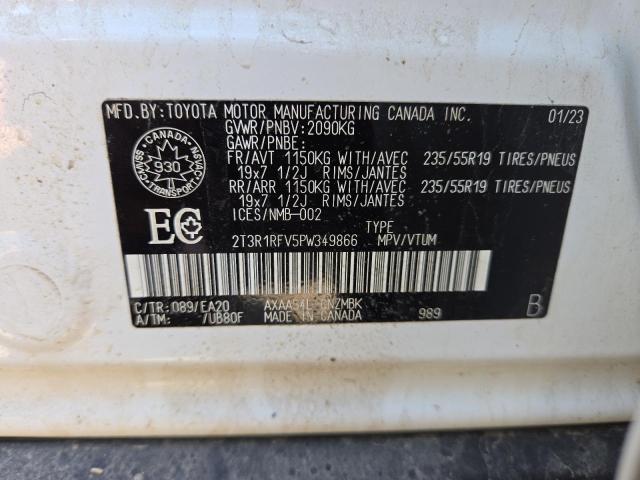 MFD.BY:TOYOTA MOTOR MANUFACTURING CANADA INC. 01/23
GVWR/PNBV:2090KG
GAWR/PNBE:
FR/AVT 1150KG WITH/AVEC 235/55R19 TIRES/PNEUS
19x7 1/2J RIMS/JANTES
RR/ARR 1150KG WITH/AVEC 235/55R19 TIRES/PNEUS
19x7 1/2J RIMS/JANTES
ICES/NMB-002
CANADA
930
TRANSPORT
EC
TYPE
2T3R1RFV5PW349866 MPV/VTUM
C/TR:089/EA20
A/TM: /UB80F
MADE IN CANADA
989
B